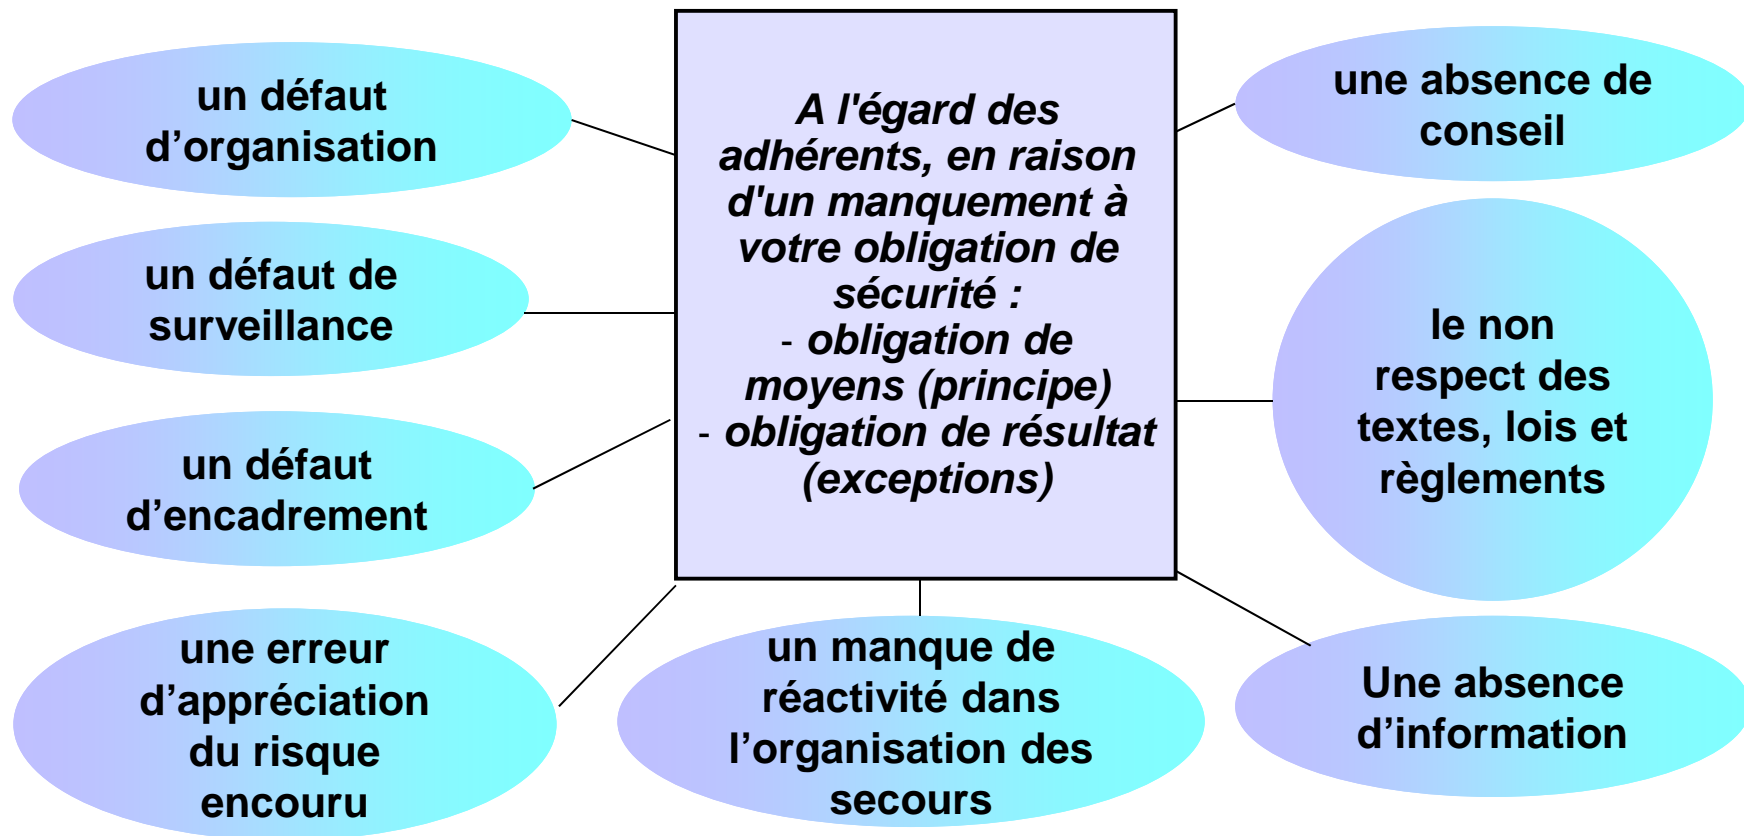 un défaut
d’organisation
un défaut de
surveillance
un défaut
d’encadrement
une erreur
d’appréciation
du risque
encouru
A l'égard des
adhérents, en raison
d'un manquement à
votre obligation de
sécurité :
- obligation de
moyens (principe)
- obligation de résultat
(exceptions)
un manque de
réactivité dans
l’organisation des
secours
une absence de
conseil
le non
respect des
textes, lois et
règlements
Une absence
d’information